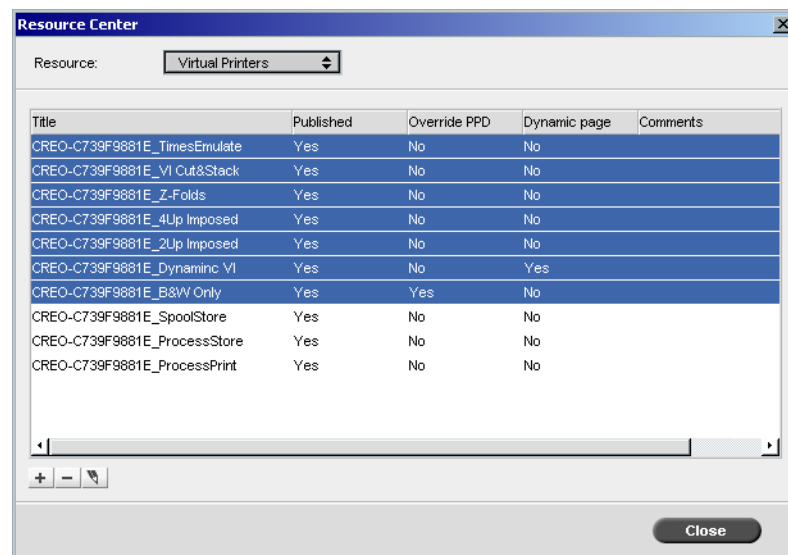 Resource Center
Resource: Virtual Printers
Title Published Override PPD Dynamic page Comments
CREO-C739F9881E_TimesEmulate Yes No No
CREO-C739F9881E_VI Cut&Stack Yes No No
CREO-C739F9881E_Z-Folds Yes No No
CREO-C739F9881E_4Up Imposed Yes No No
CREO-C739F9881E_2Up Imposed Yes No No
CREO-C739F9881E_Dynaminc VI Yes No Yes
CREO-C739F9881E_B&W Only Yes Yes No
CREO-C739F9881E_SpoolStore Yes No No
CREO-C739F9881E_ProcessStore Yes No No
CREO-C739F9881E_ProcessPrint Yes No No
Close